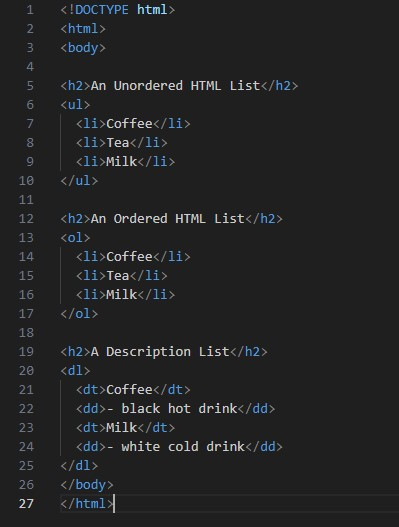 1 <!DOCTYPE html>
2 <html>
3 <body>
4
5 <h2>An Unordered HTML List</h2>
6 <ul>
7   <li>Coffee</li>
8   <li>Tea</li>
9   <li>Milk</li>
10 </ul>
11
12 <h2>An Ordered HTML List</h2>
13 <ol>
14   <li>Coffee</li>
15   <li>Tea</li>
16   <li>Milk</li>
17 </ol>
18
19 <h2>A Description List</h2>
20 <dl>
21   <dt>Coffee</dt>
22   <dd>- black hot drink</dd>
23   <dt>Milk</dt>
24   <dd>- white cold drink</dd>
25 </dl>
26 </body>
27 </html>